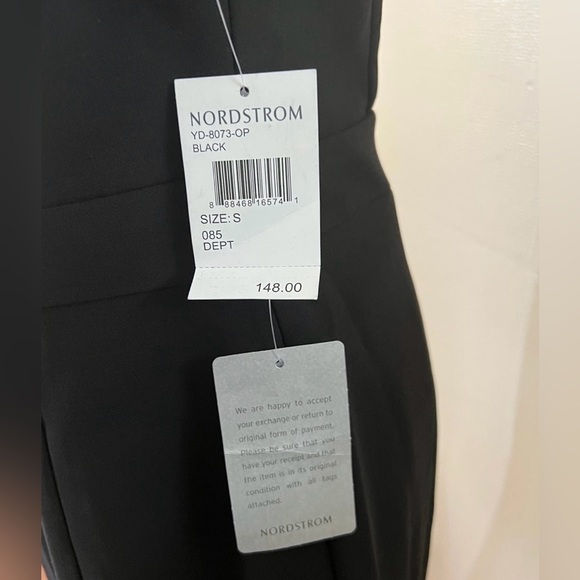 NORDSTROM
YD-8073-OP
BLACK
8 88468 16574 1
SIZE: S
085
DEPT
148.00
We are happy to accept
your exchange or return to
original form of payment.
Please be sure that you
have your receipt and that
the item is in its original
condition with all tags
attached.
NORDSTROM